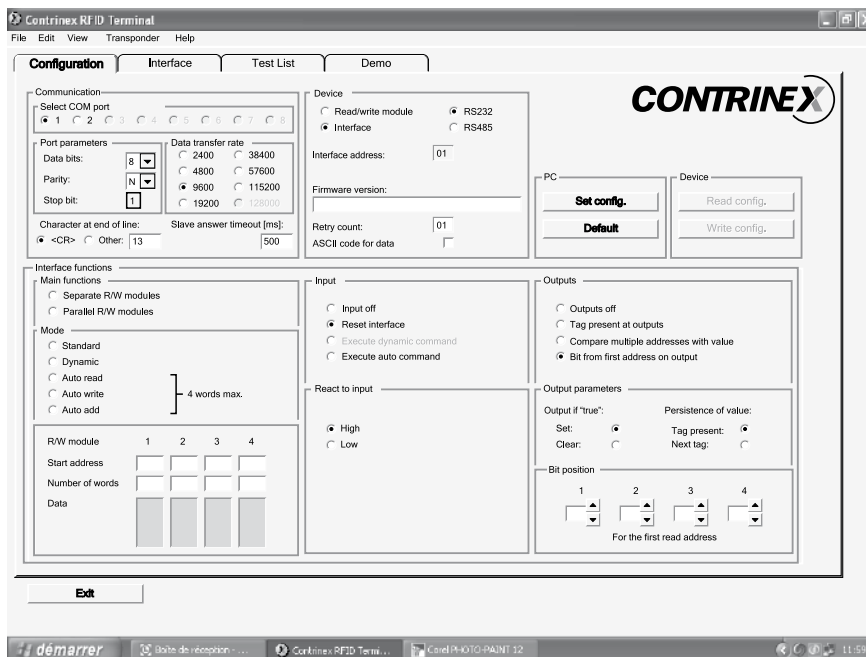 Contrinex RFID Terminal
File Edit View Transponder Help
Configuration Interface Test List Demo
Communication
Select COM port
1 2 3 4 5 6 7 8
Port parameters
Data bits: 8
Parity: N
Stop bit: 1
Data transfer rate
2400 38400
4800 57600
9600 115200
19200 128000
Character at end of line:
<CR> Other: 13
Slave answer timeout [ms]:
500
Device
Read/write module RS232
Interface RS485
Interface address: 01
Firmware version:
Retry count: 01
ASCII code for data
CONTRINEX
PC
Set config.
Default
Device
Read config.
Write config.
Interface functions
Main functions
Separate R/W modules
Parallel R/W modules
Mode
Standard
Dynamic
Auto read
Auto write
Auto add
4 words max.
R/W module 1 2 3 4
Start address
Number of words
Data
Input
Input off
Reset interface
Execute dynamic command
Execute auto command
React to input
High
Low
Outputs
Outputs off
Tag present at outputs
Compare multiple addresses with value
Bit from first address on output
Output parameters
Output if “true”: Persistence of value:
Set: Tag present:
Clear: Next tag:
Bit position
1 2 3 4
For the first read address
Exit
démarrer Boîte de réception - ... Contrinex RFID Termi... Corel PHOTO-PAINT 12 11:59